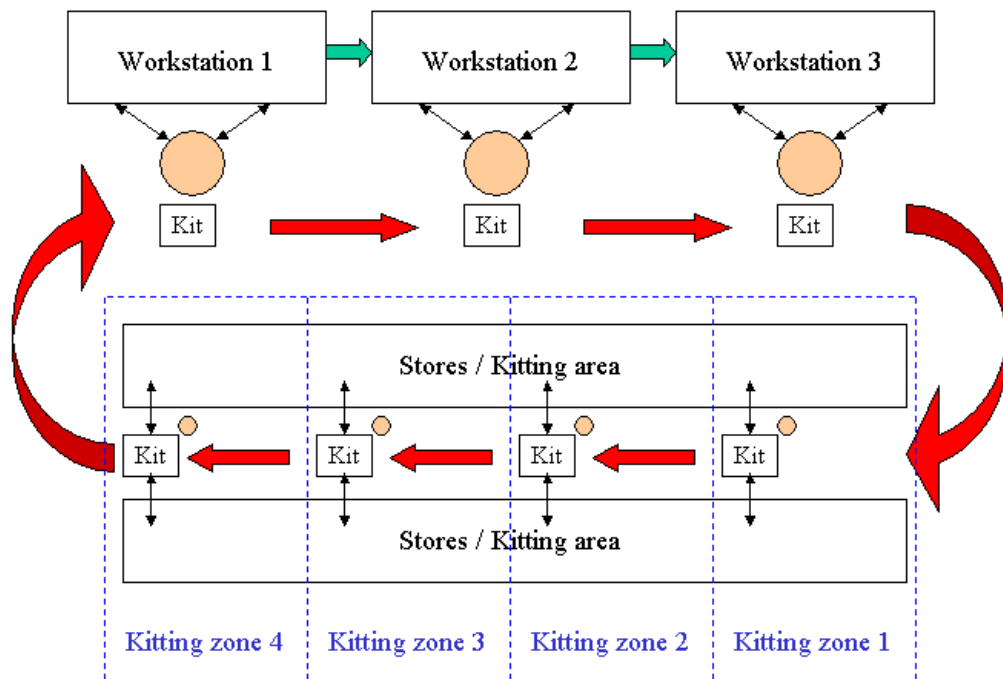 Workstation 1
Workstation 2
Workstation 3
Kit
Kit
Kit
Stores / Kitting area
Kit
Kit
Kit
Kit
Stores / Kitting area
Kitting zone 4
Kitting zone 3
Kitting zone 2
Kitting zone 1